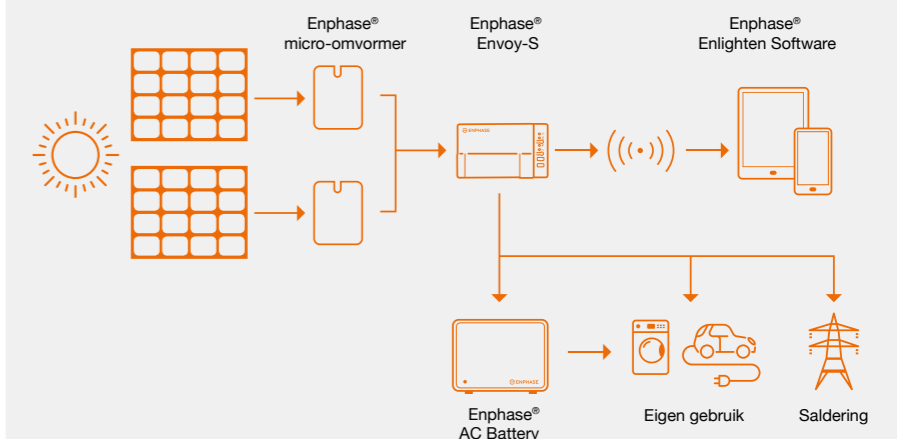 Enphase®
micro-omvormer
Enphase®
Envoy-S
Enphase®
Enlighten Software
ENPHASE
ENPHASE
Enphase®
AC Battery
Eigen gebruik
Saldering